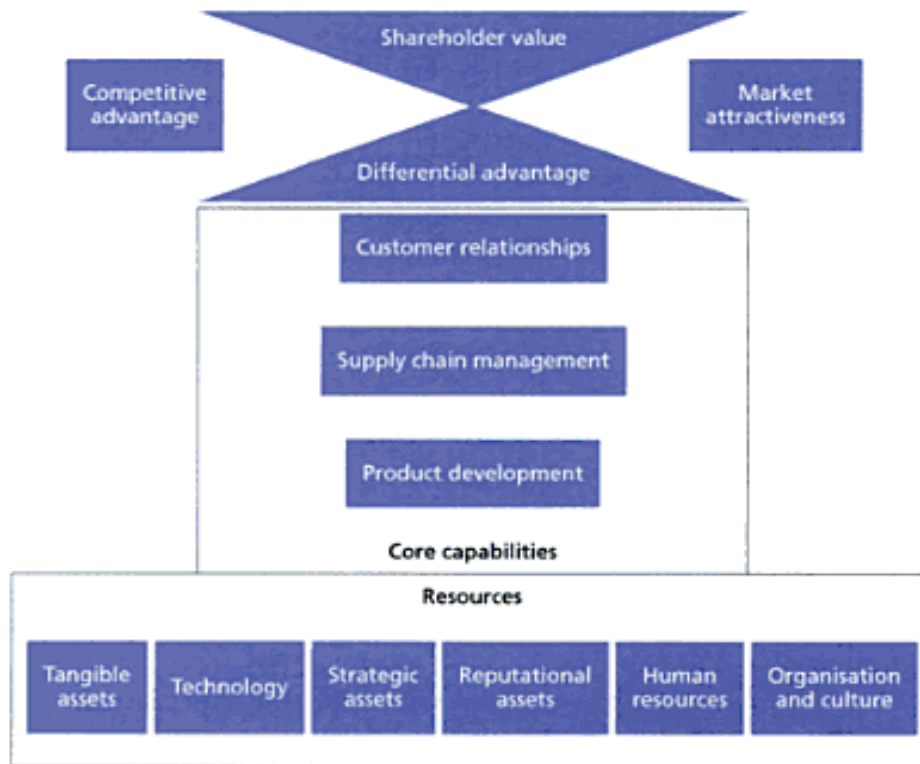 Shareholder value
Competitive
advantage
Market
attractiveness
Differential advantage
Customer relationships
Supply chain management
Product development
Core capabilities
Resources
Tangible
assets
Technology
Strategic
assets
Reputational
assets
Human
resources
Organisation
and culture